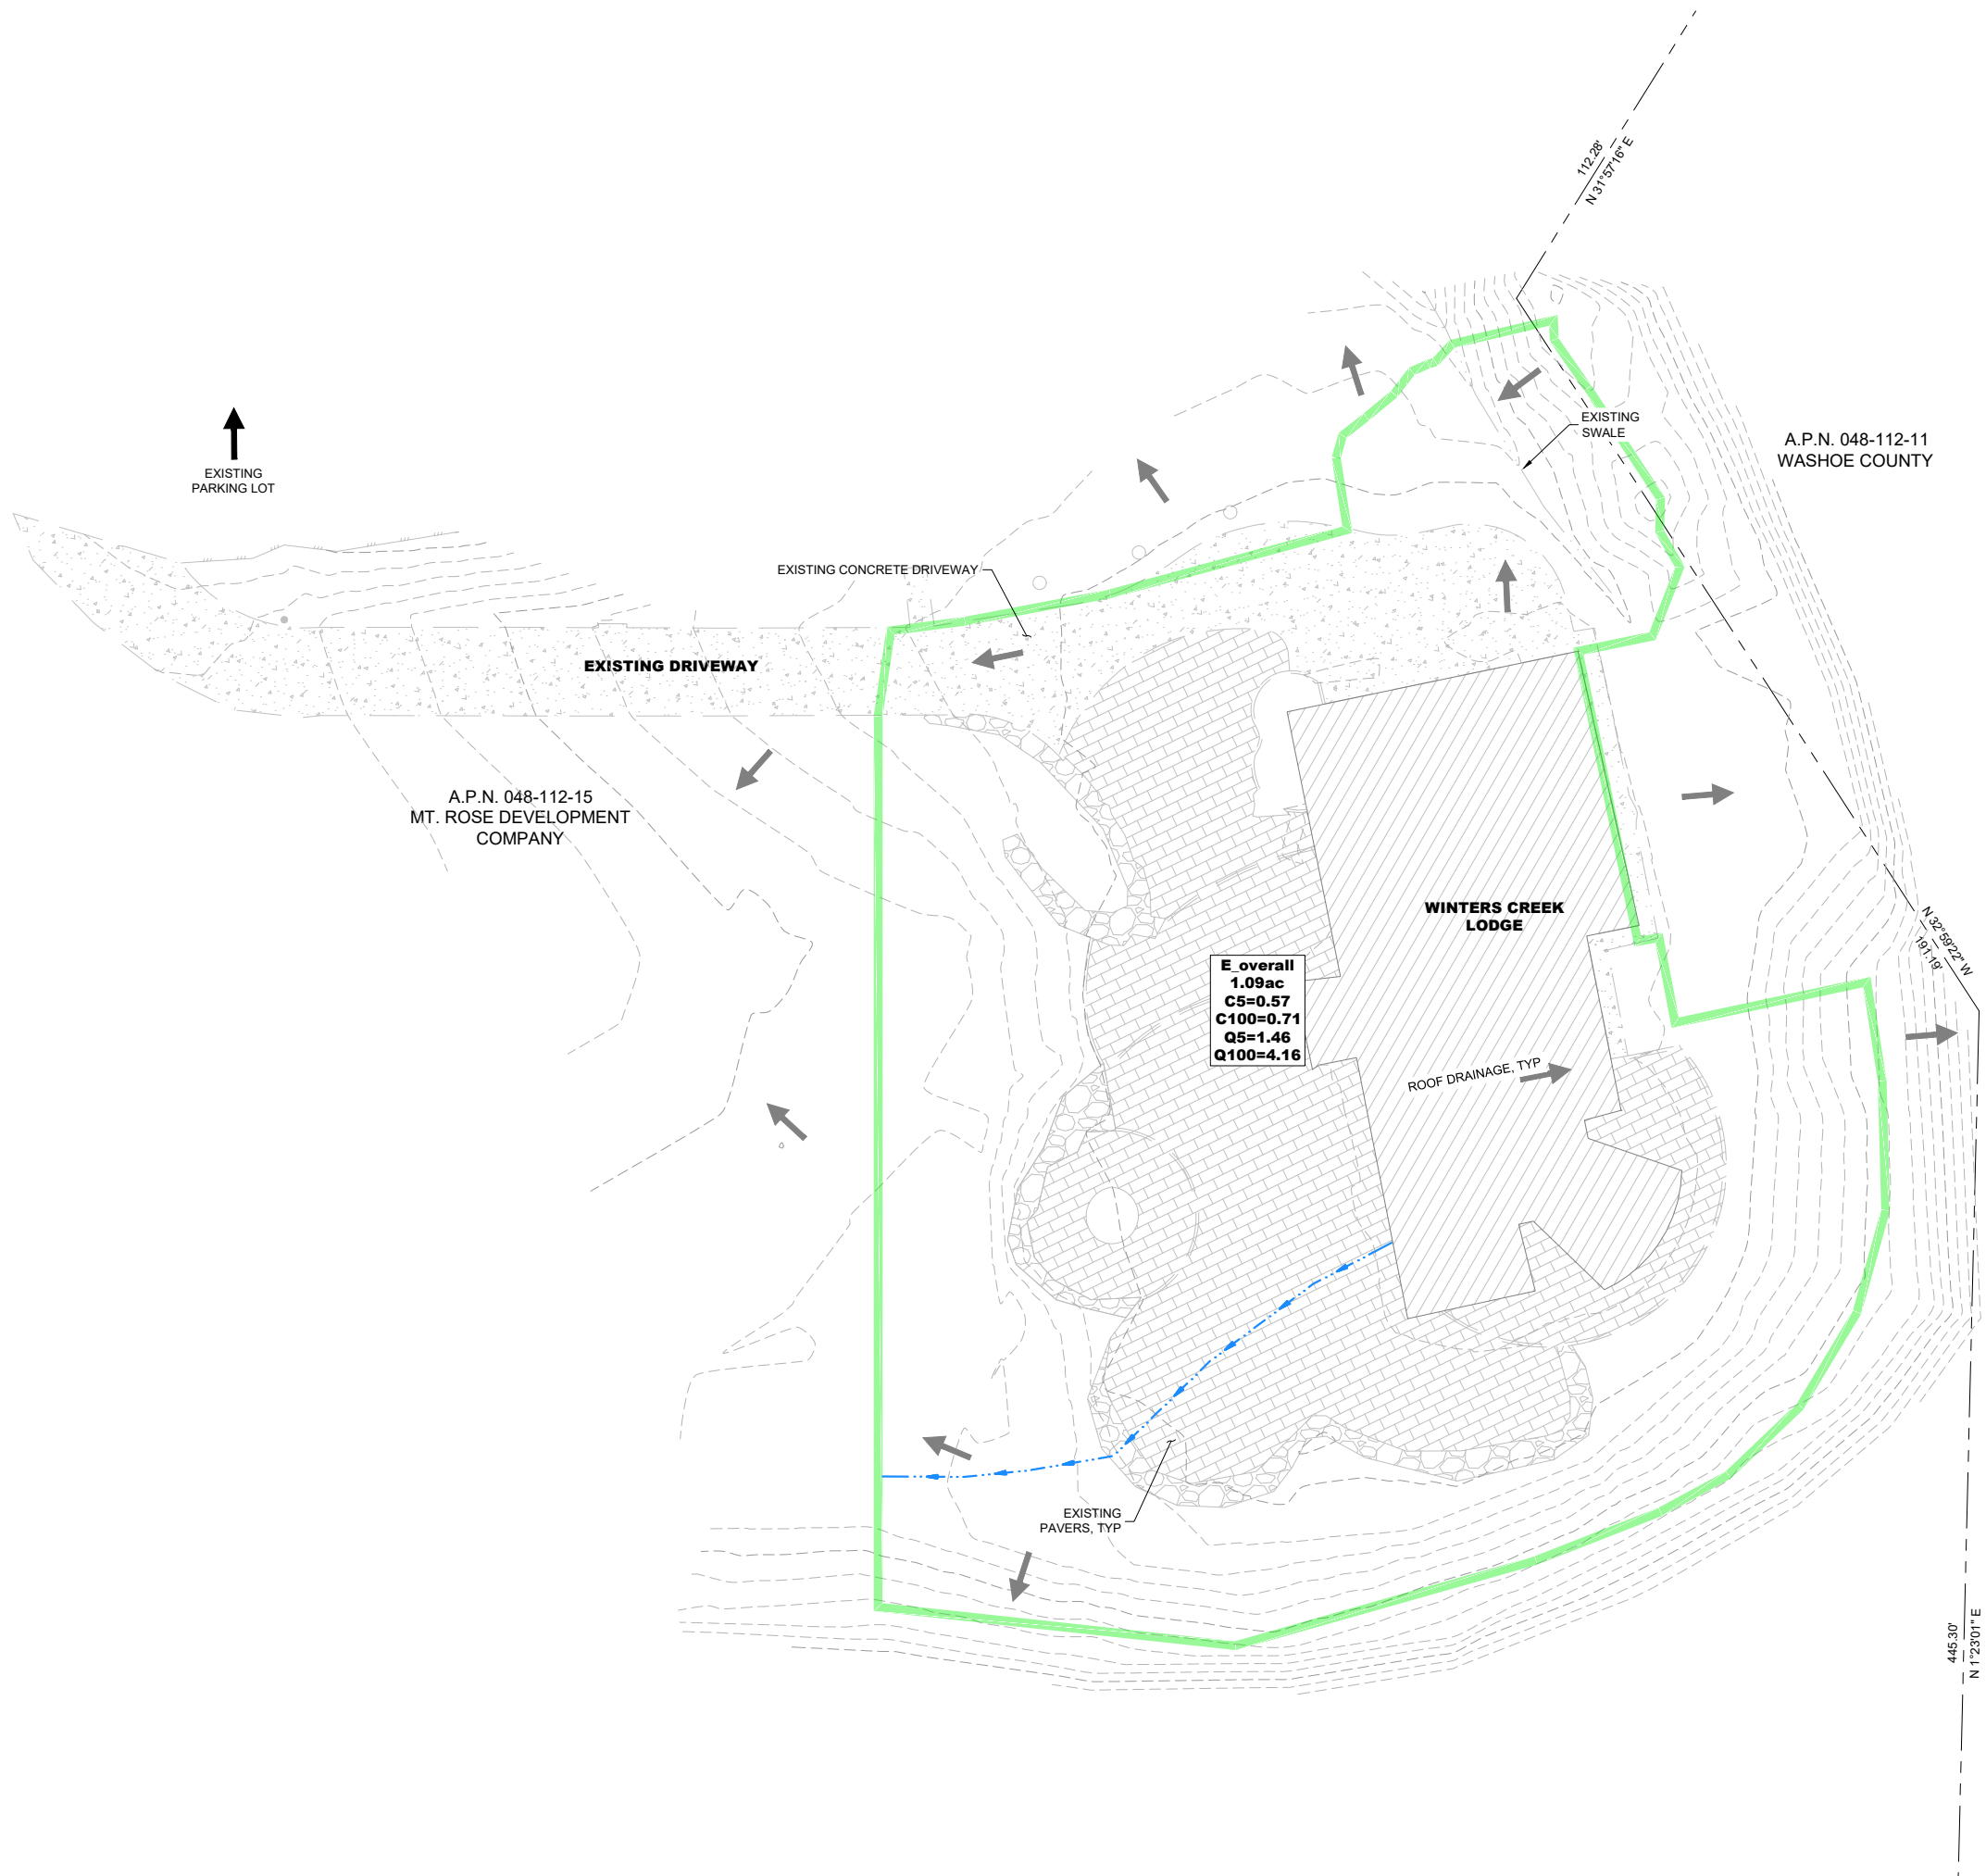 112.28'
N 31°57'16" E
EXISTING
SWALE
A.P.N. 048-112-11
WASHOE COUNTY
EXISTING
PARKING LOT
EXISTING CONCRETE DRIVEWAY
EXISTING DRIVEWAY
A.P.N. 048-112-15
MT. ROSE DEVELOPMENT
COMPANY
WINTERS CREEK
LODGE
N 32°59'22" W
191.19'
E_overall
1.09ac
C5=0.57
C100=0.71
Q5=1.46
Q100=4.16
ROOF DRAINAGE, TYP
EXISTING
PAVERS, TYP
445.30'
N 1°23'01" E